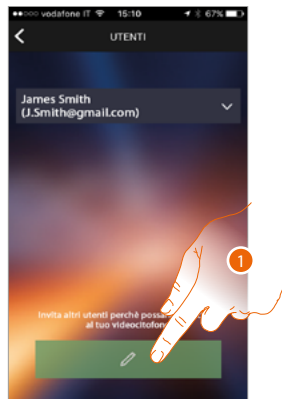 vodafone IT 15:10 67%
UTENTI
James Smith
(J.Smith@gmail.com)
Invita altri utenti perchè possa
al tuo videocitofono
1